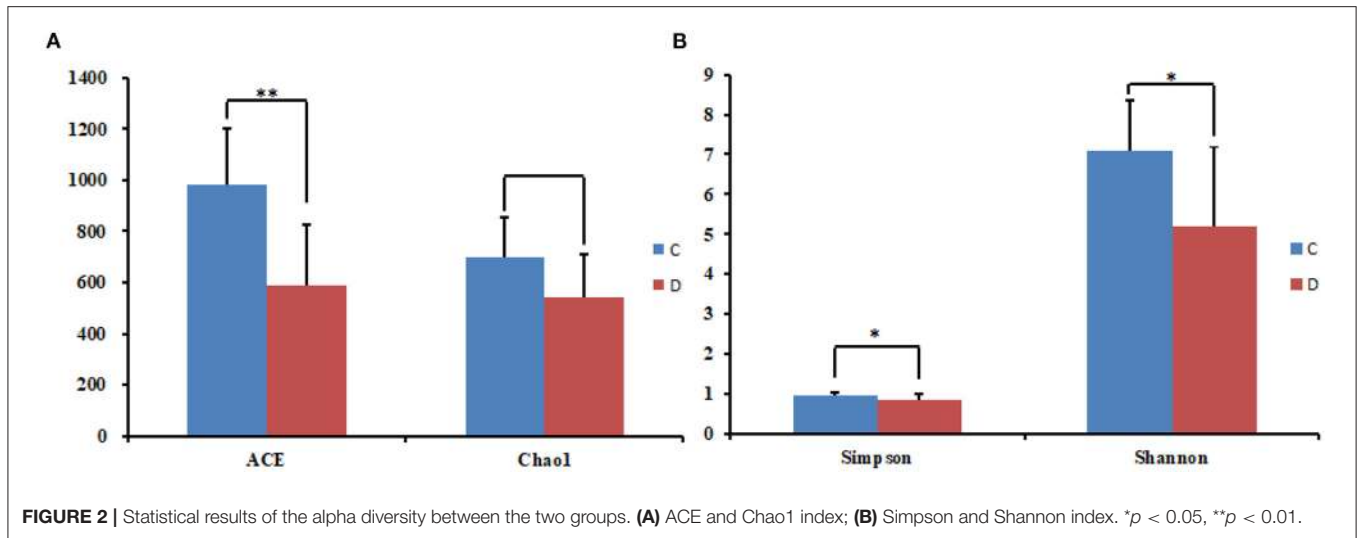 A
1400
1200
1000
800
600
400
200
0
**
ACE
Chao1
C
D
B
9
8
7
6
5
4
3
2
1
0
*
*
Simpson
Shannon
C
D
FIGURE 2 | Statistical results of the alpha diversity between the two groups. (A) ACE and Chao1 index; (B) Simpson and Shannon index. *p < 0.05, **p < 0.01.